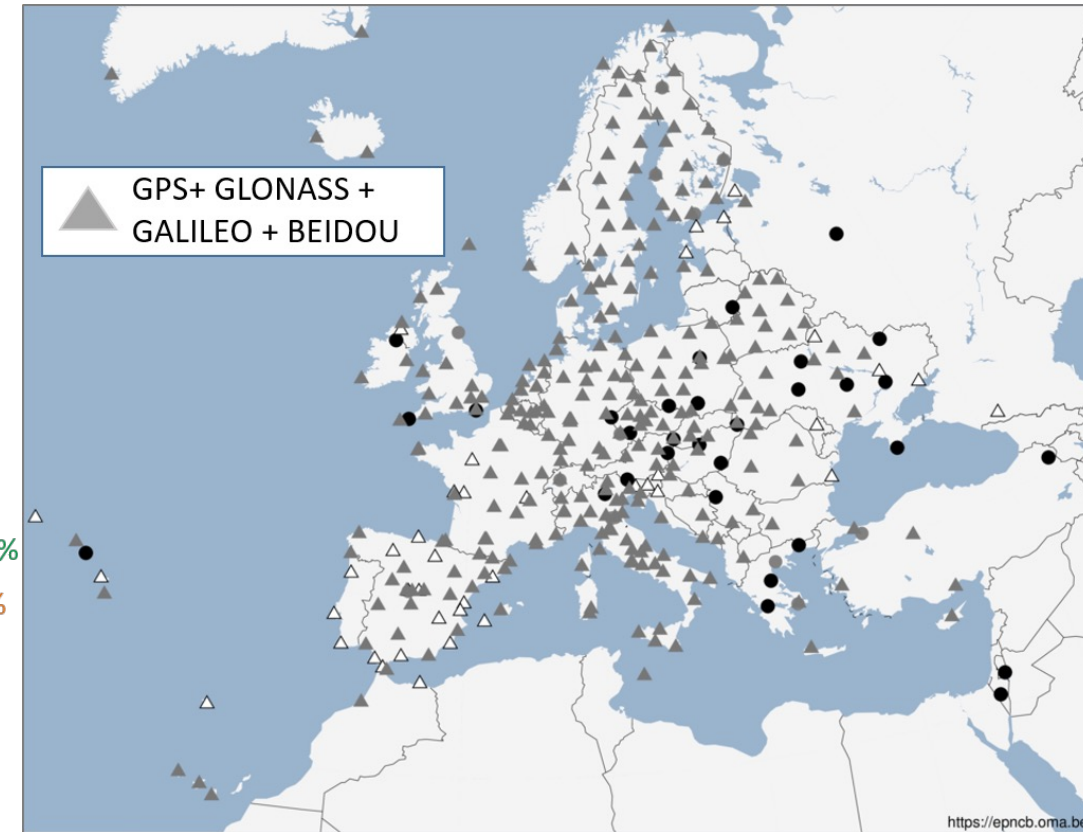 GPS+ GLONASS +
GALILEO + BEIDOU
%
%
https://epncb.oma.be